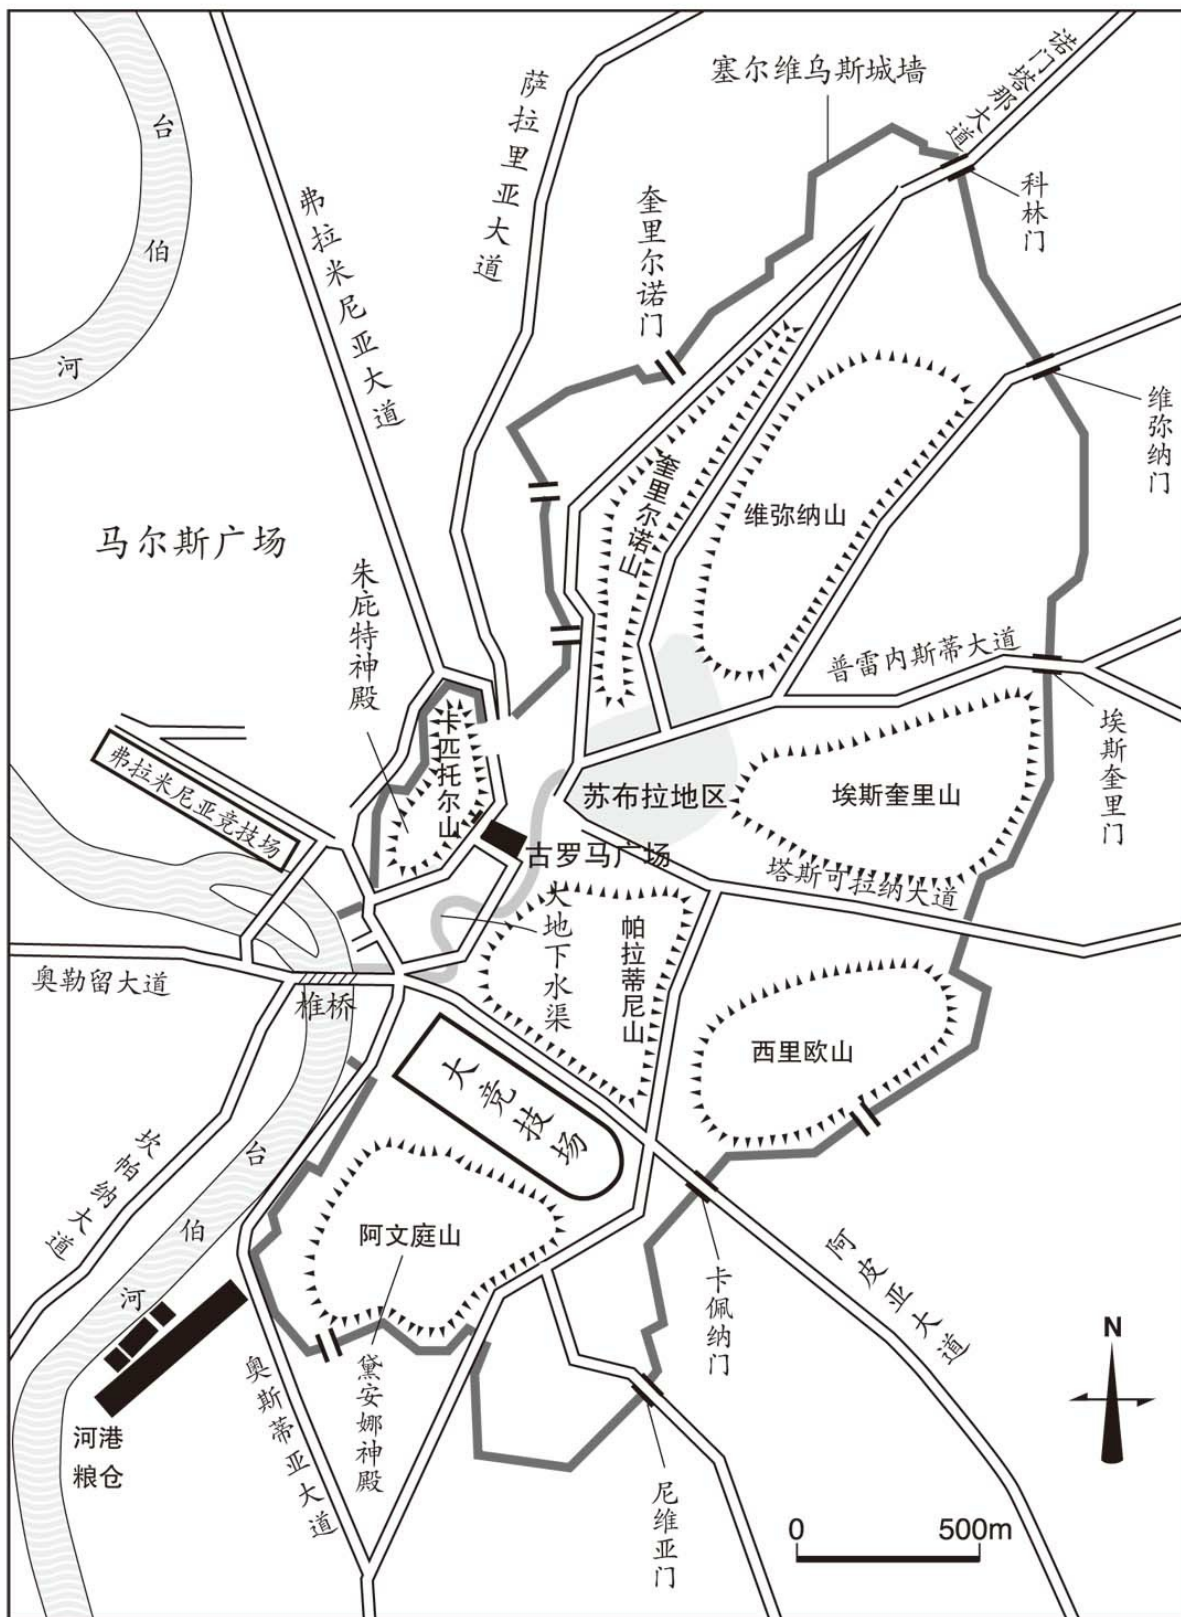 塞尔维乌斯城墙
诺门塔那大道
萨拉里亚大道
台伯河
弗拉米尼亚大道
奎里尔诺门
科林门
维弥纳门
奎里尔诺山
维弥纳山
马尔斯广场
朱庇特神殿
普雷内斯蒂大道
埃斯奎里门
卡匹托尔山
弗拉米尼亚竞技场
苏布拉地区
埃斯奎里山
古罗马广场
塔斯可拉纳大道
大地下水渠
帕拉蒂尼山
奥勒留大道
椎桥
西里欧山
大竞技场
坎帕纳大道
台伯河
阿文庭山
阿皮亚大道
卡佩纳门
黛安娜神殿
奥斯蒂亚大道
河港
粮仓
尼维亚门
N
0 500m